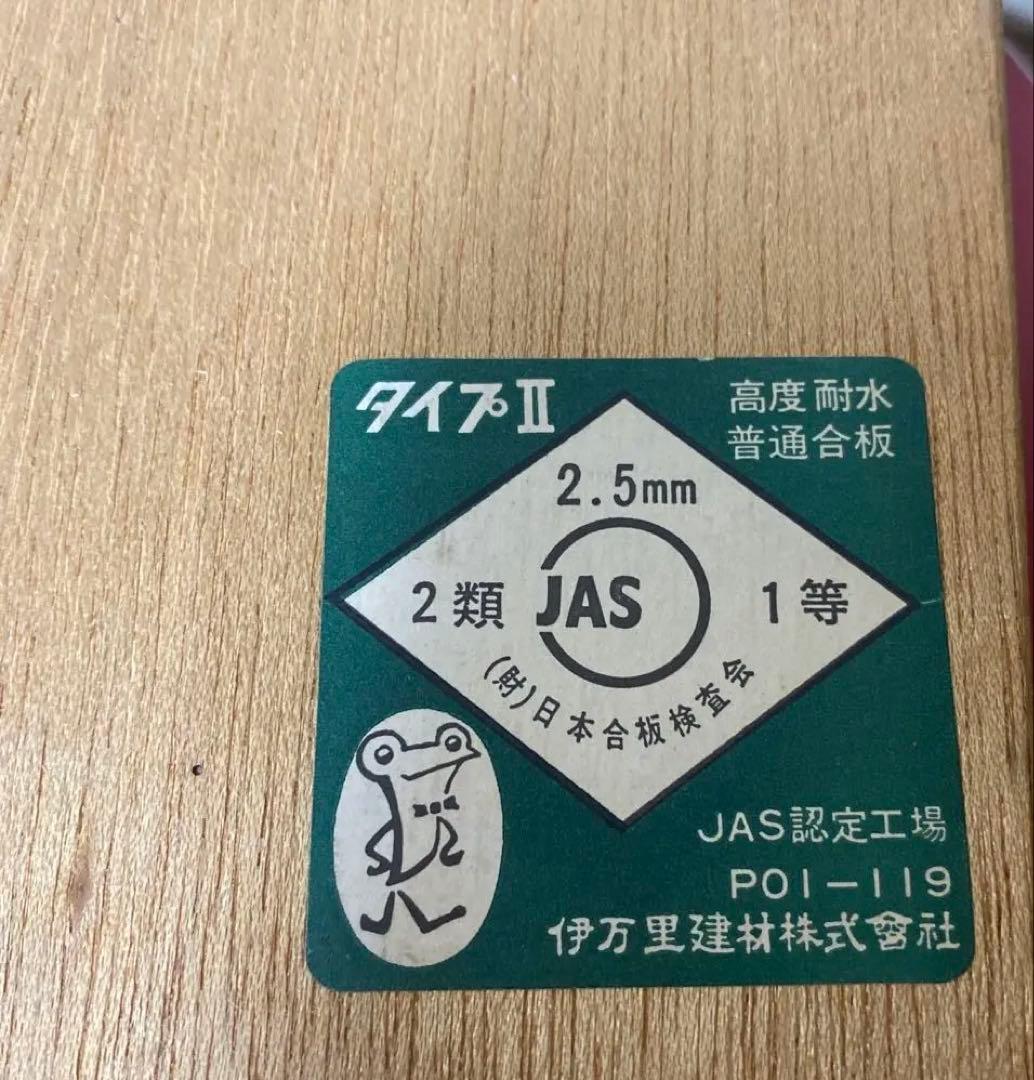 タイプⅡ
高度耐水
普通合板
2.5mm
2類
JAS
1等
(財)日本合板検査会
JAS認定工場
P01-119
伊万里建材株式會社